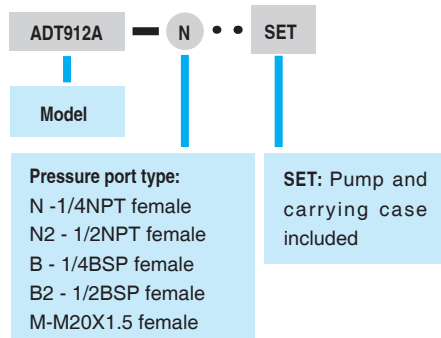 ADT912A — N • • SET
Model
Pressure port type:
N -1/4NPT female
N2 - 1/2NPT female
B - 1/4BSP female
B2 - 1/2BSP female
M-M20X1.5 female
SET: Pump and
carrying case
included